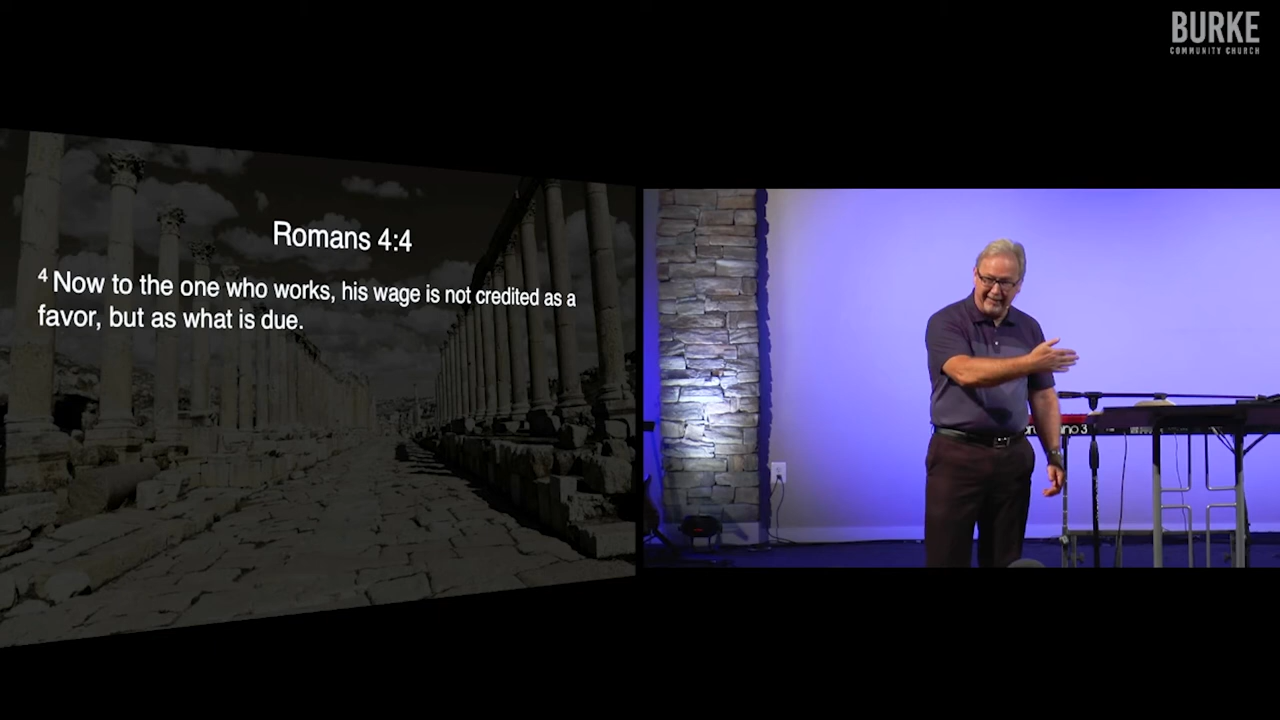 BURKE
COMMUNITY CHURCH
Romans 4:4
4 Now to the one who works, his wage is not credited as a
favor, but as what is due.